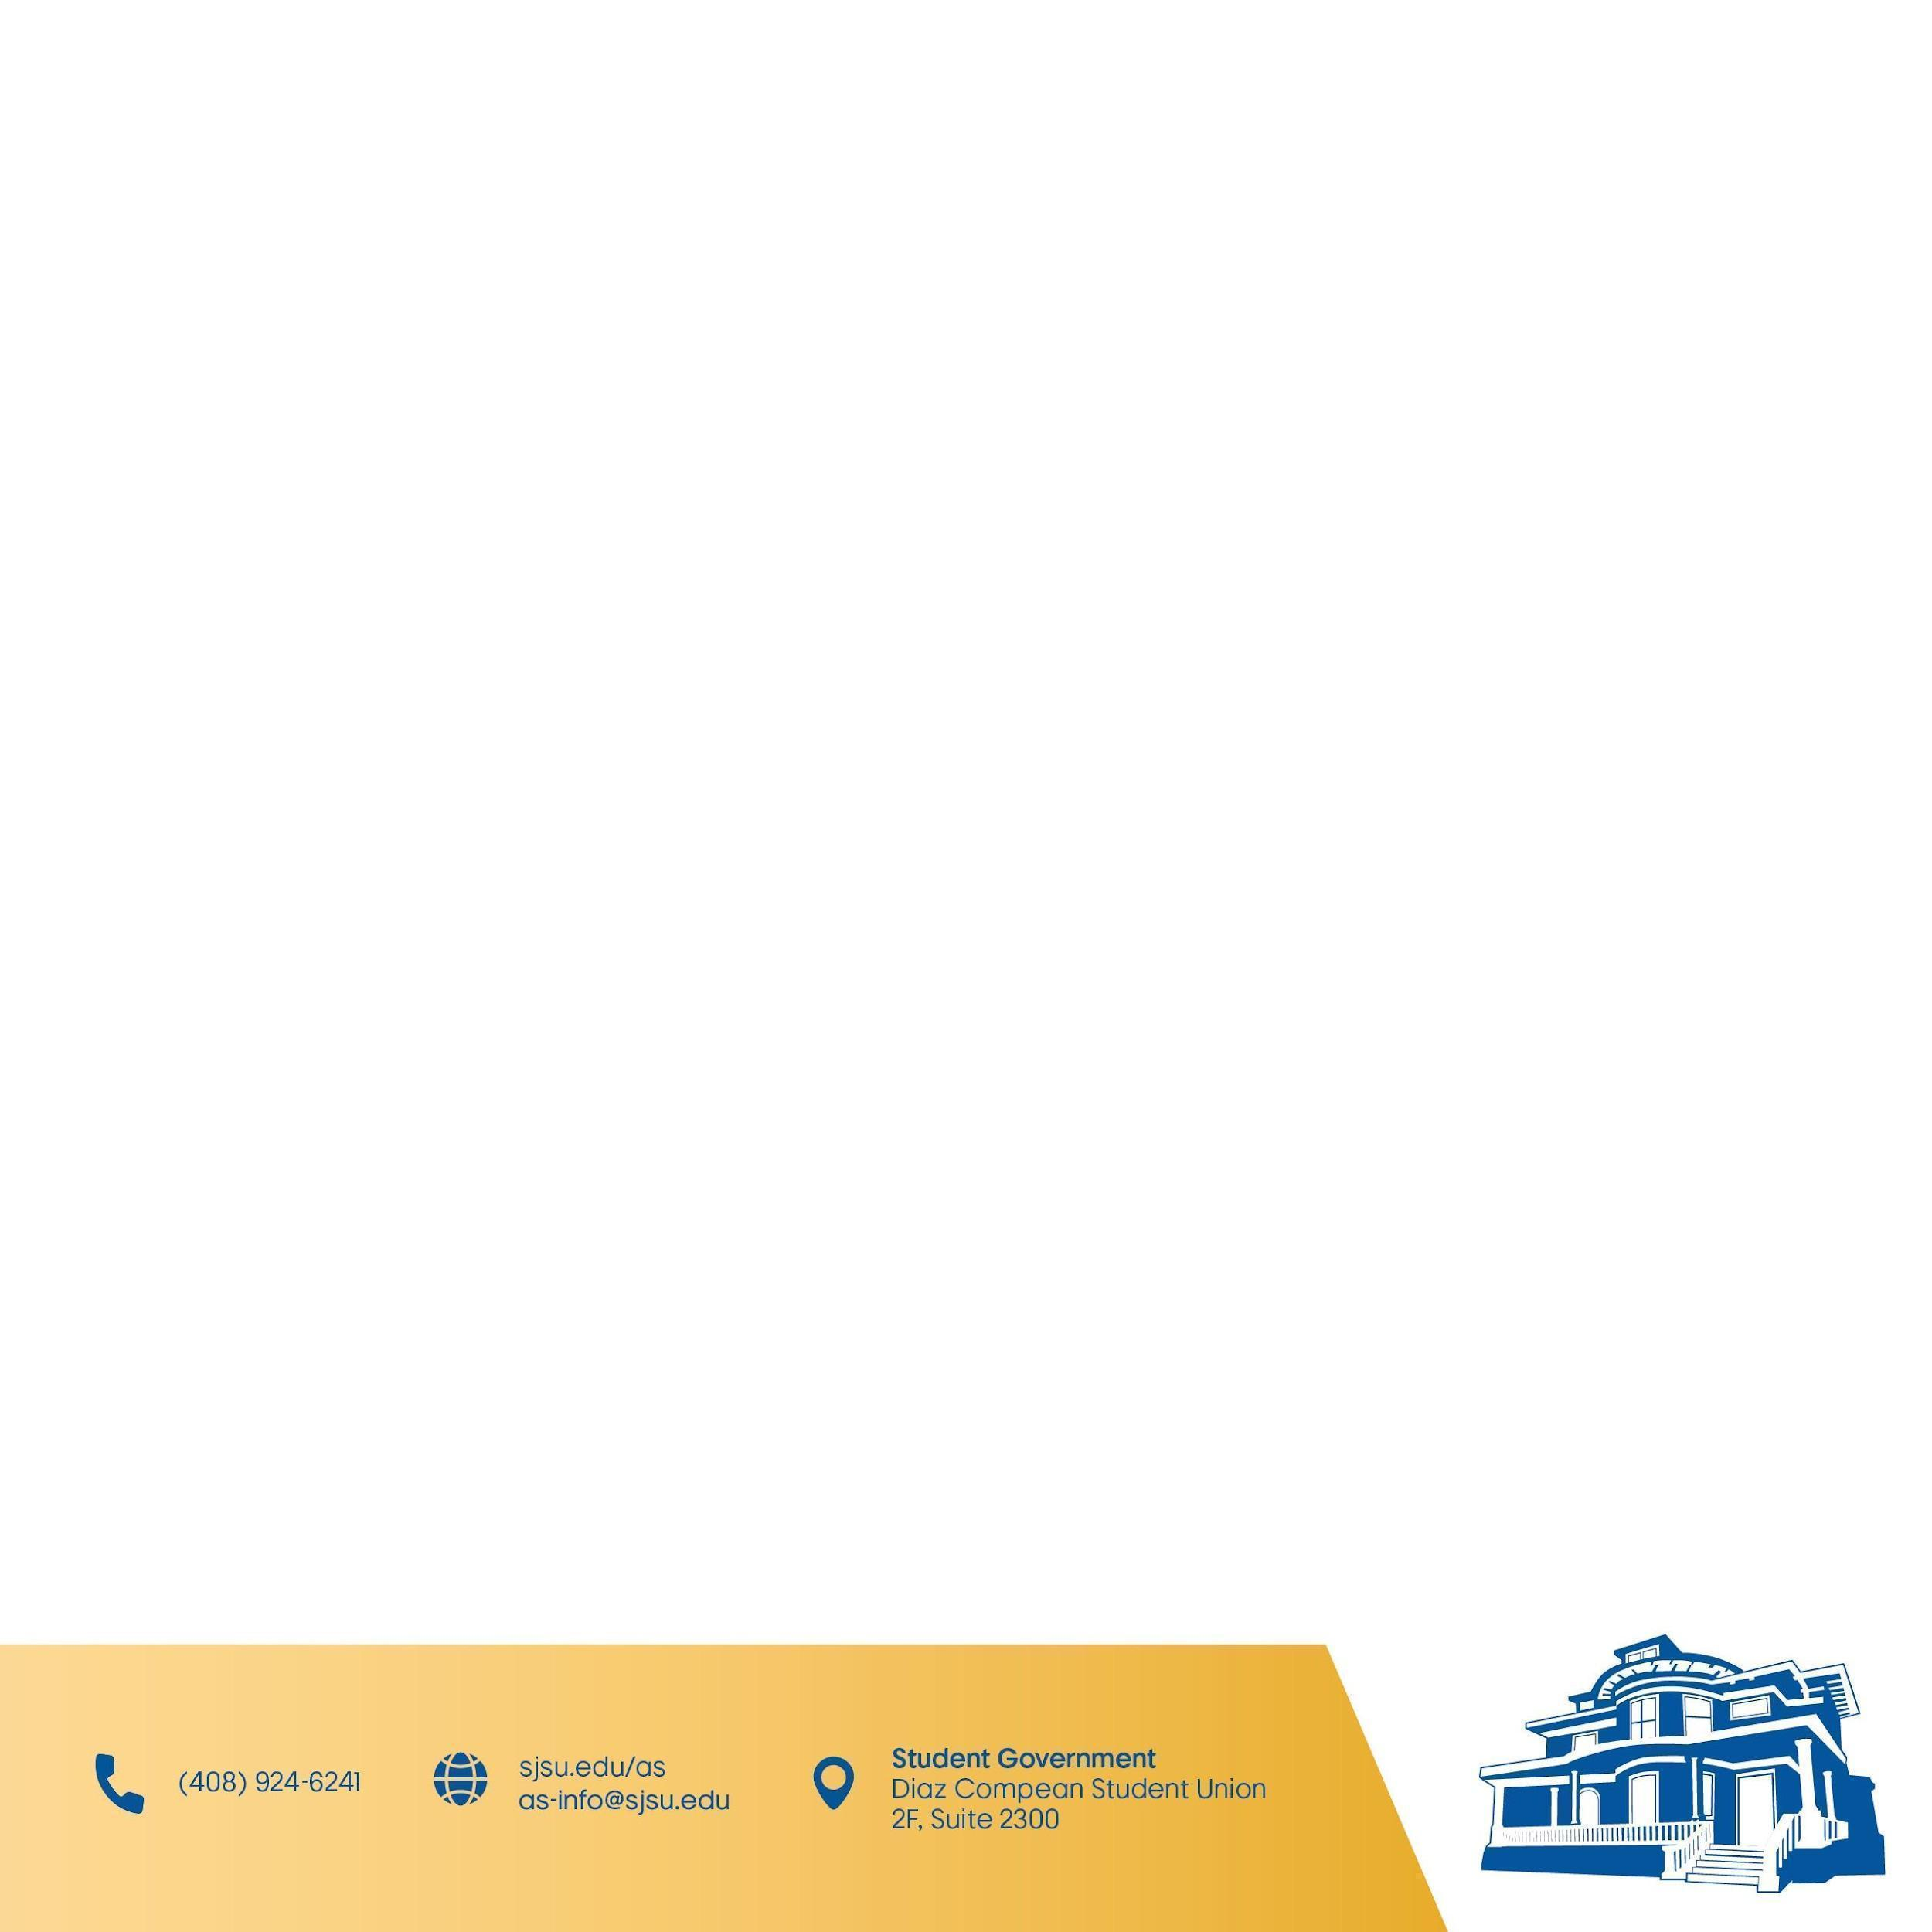 (408) 924-6241
sjsu.edu/as
as-info@sjsu.edu
Student Government
Diaz Compean Student Union
2F, Suite 2300